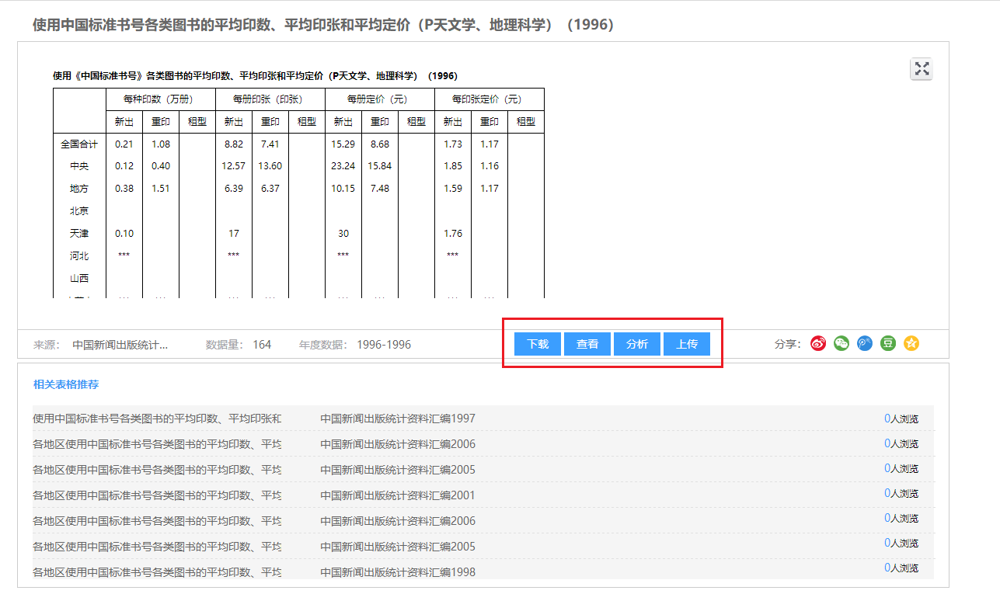 使用中国标准书号各类图书的平均印数、平均印张和平均定价（P天文学、地理科学）（1996）
使用《中国标准书号》各类图书的平均印数、平均印张和平均定价（P天文学、地理科学）（1996）
每种印数（万册） 每册印张（印张） 每册定价（元） 每印张定价（元）
新出 重印 租型 新出 重印 租型 新出 重印 租型 新出 重印 租型
全国合计 0.21 1.08 8.82 7.41 15.29 8.68 1.73 1.17
中央 0.12 0.40 12.57 13.60 23.24 15.84 1.85 1.16
地方 0.38 1.51 6.39 6.37 10.15 7.48 1.59 1.17
北京
天津 0.10 17 30 1.76
河北 *** *** *** ***
山西
来源： 中国新闻出版统计... 数据量： 164 年度数据： 1996-1996 下载 查看 分析 上传 分享：
相关表格推荐
使用中国标准书号各类图书的平均印数、平均印张和 中国新闻出版统计资料汇编1997 0人浏览
各地区使用中国标准书号各类图书的平均印数、平均 中国新闻出版统计资料汇编2006 0人浏览
各地区使用中国标准书号各类图书的平均印数、平均 中国新闻出版统计资料汇编2005 0人浏览
各地区使用中国标准书号各类图书的平均印数、平均 中国新闻出版统计资料汇编2001 0人浏览
各地区使用中国标准书号各类图书的平均印数、平均 中国新闻出版统计资料汇编2006 0人浏览
各地区使用中国标准书号各类图书的平均印数、平均 中国新闻出版统计资料汇编2005 0人浏览
各地区使用中国标准书号各类图书的平均印数、平均 中国新闻出版统计资料汇编1998 0人浏览